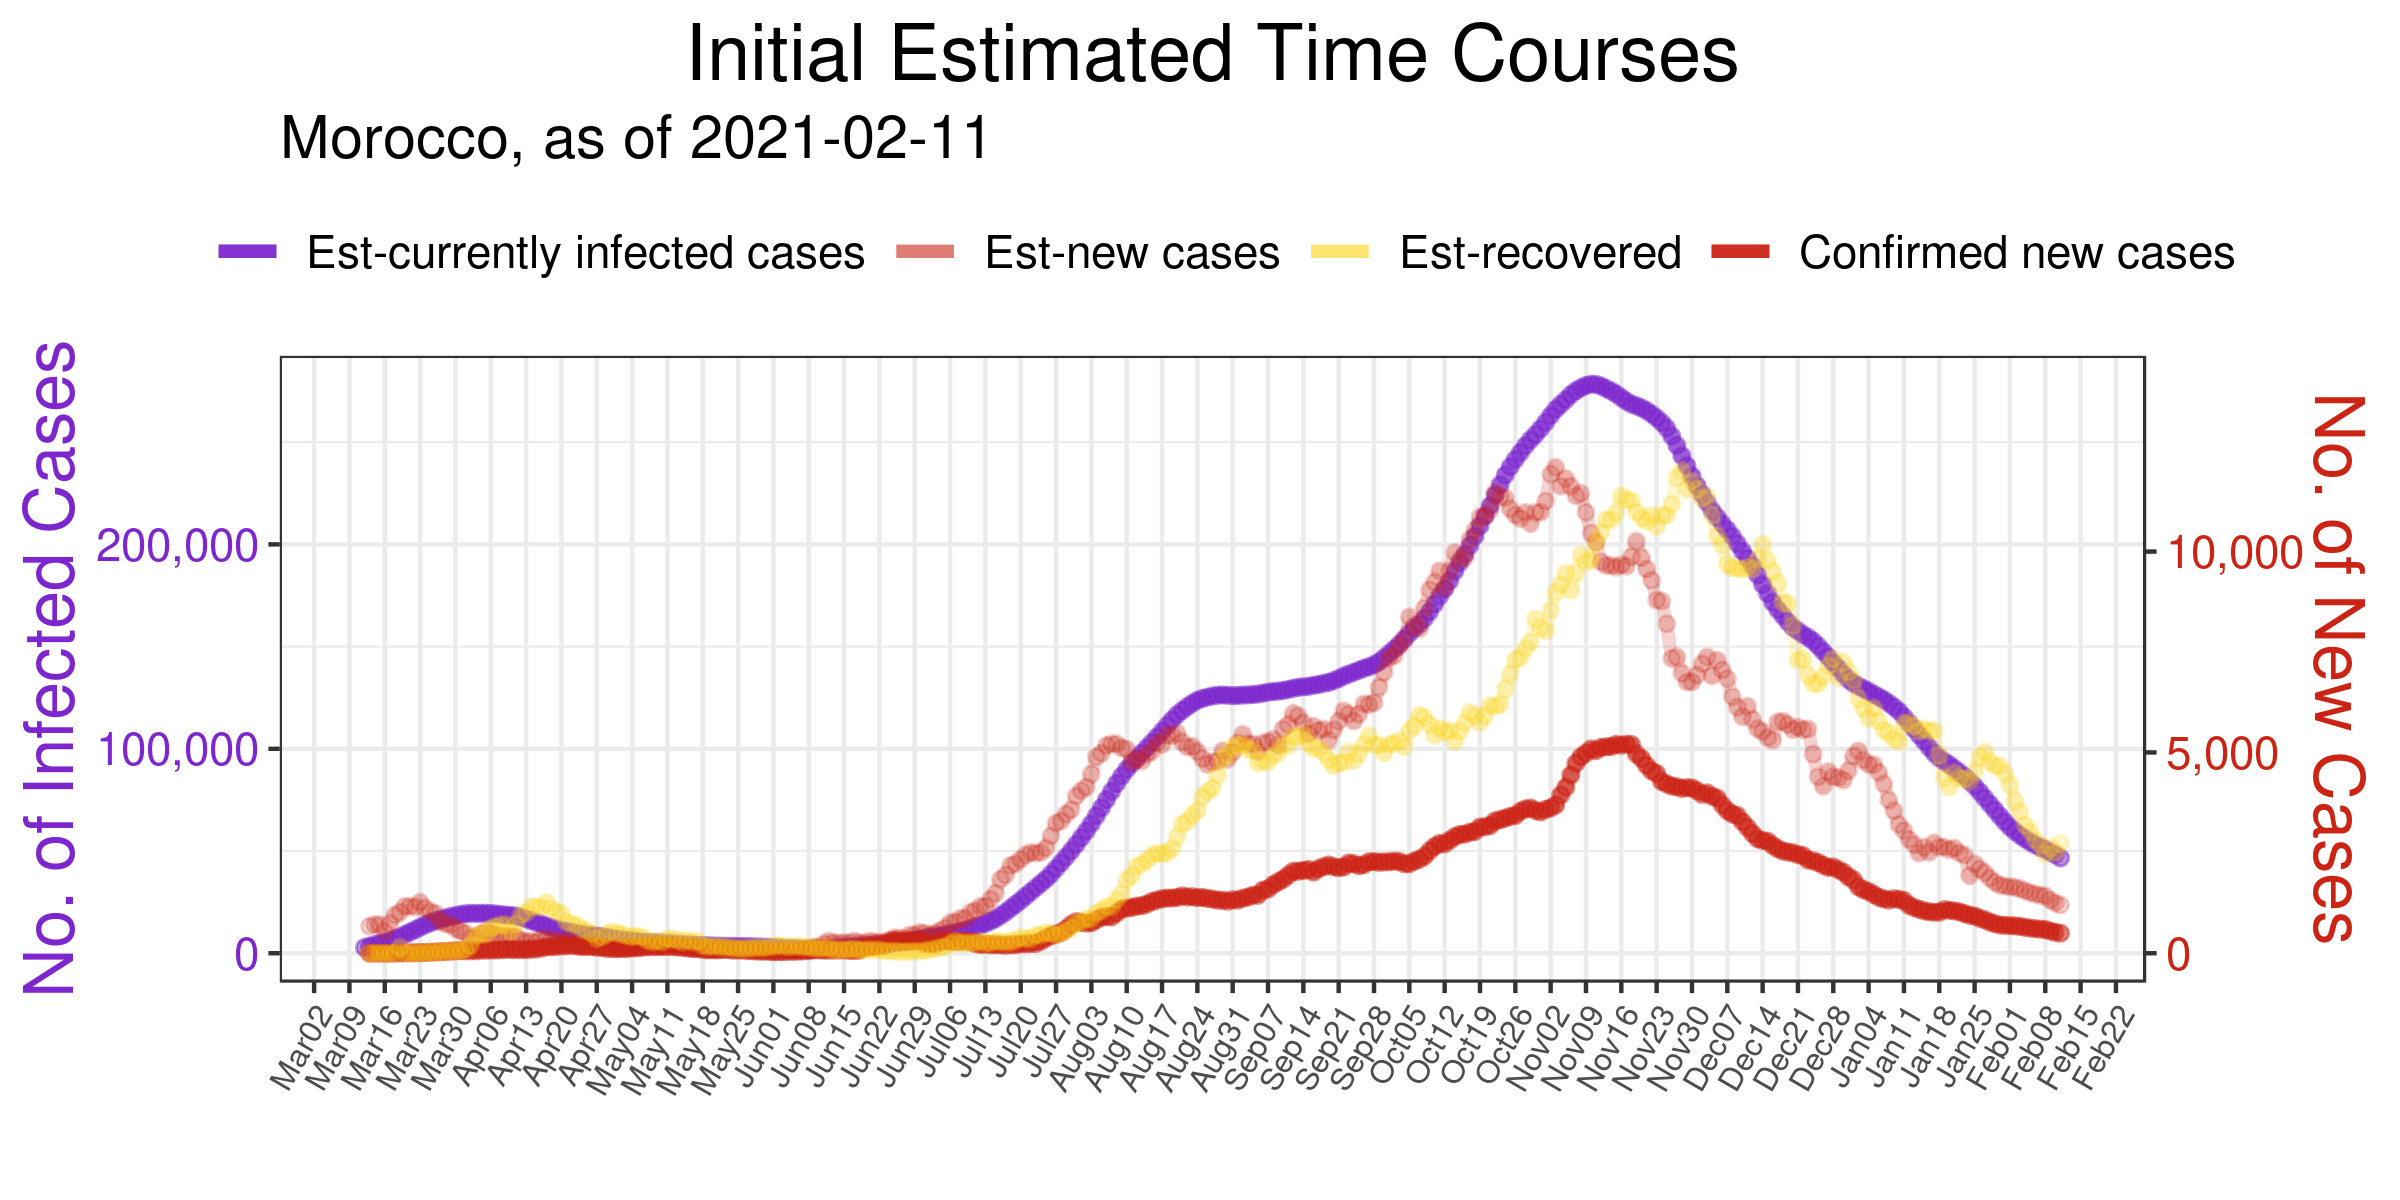 Initial Estimated Time Courses
Morocco, as of 2021-02-11
Est-currently infected cases
Est-new cases
Est-recovered
Confirmed new cases
No. of Infected Cases
200,000
100,000
0
No. of New Cases
10,000
5,000
0
Mar02
Mar09
Mar16
Mar23
Mar30
Apr06
Apr13
Apr20
Apr27
May04
May11
May18
May25
Jun01
Jun08
Jun15
Jun22
Jun29
Jul06
Jul13
Jul20
Jul27
Aug03
Aug10
Aug17
Aug24
Aug31
Sep07
Sep14
Sep21
Sep28
Oct05
Oct12
Oct19
Oct26
Nov02
Nov09
Nov16
Nov23
Nov30
Dec07
Dec14
Dec21
Dec28
Jan04
Jan11
Jan18
Jan25
Feb01
Feb08
Feb15
Feb22